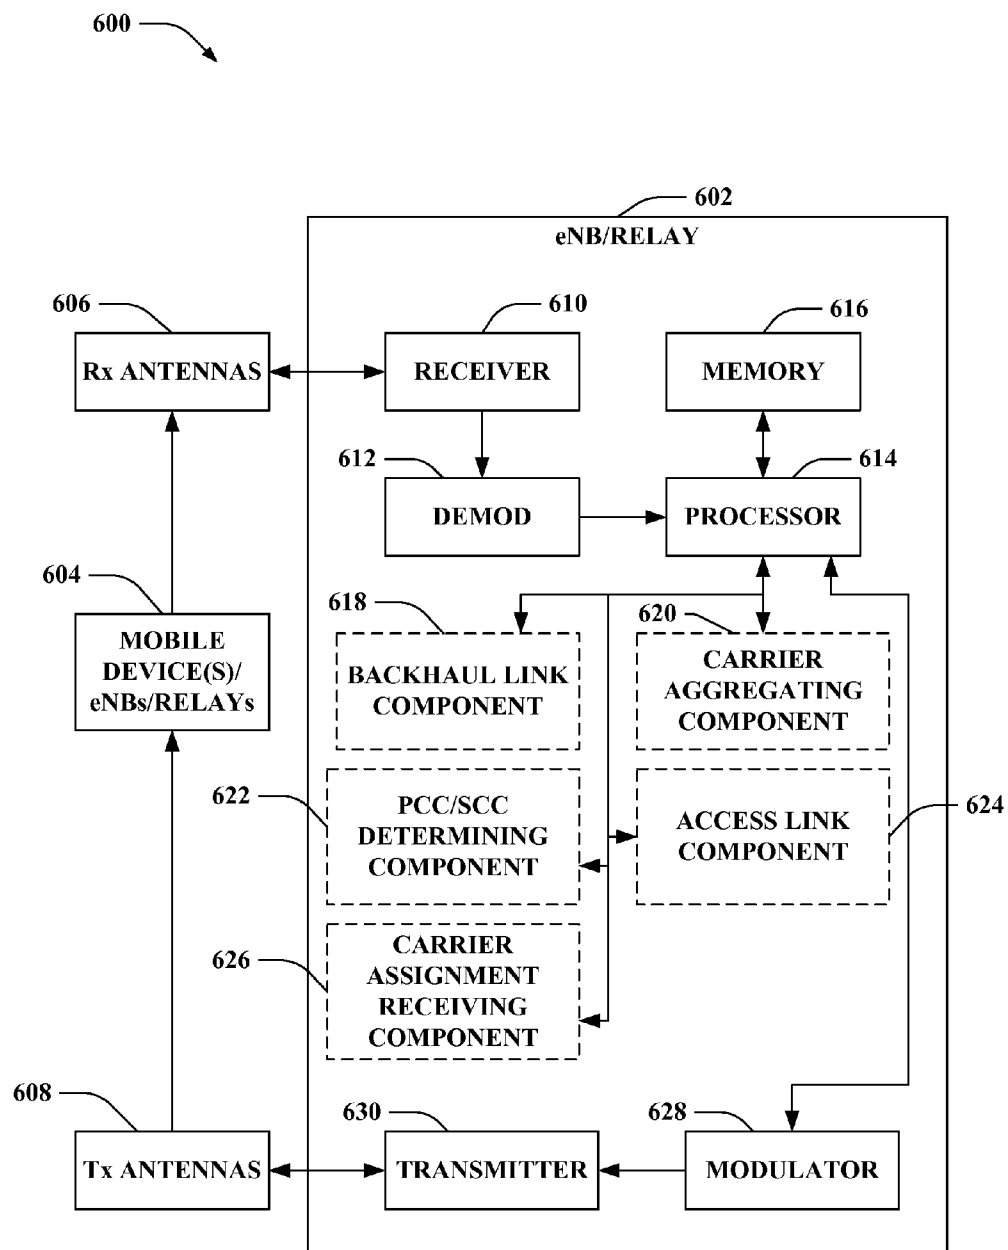 600
602
eNB/RELAY
606
610
616
Rx ANTENNAS
RECEIVER
MEMORY
612
614
DEMOD
PROCESSOR
604
618
620
MOBILE
DEVICE(S)/
eNBs/RELAYs
BACKHAUL LINK
COMPONENT
CARRIER
AGGREGATING
COMPONENT
622
PCC/SCC
DETERMINING
COMPONENT
ACCESS LINK
COMPONENT
624
626
CARRIER
ASSIGNMENT
RECEIVING
COMPONENT
608
630
628
Tx ANTENNAS
TRANSMITTER
MODULATOR